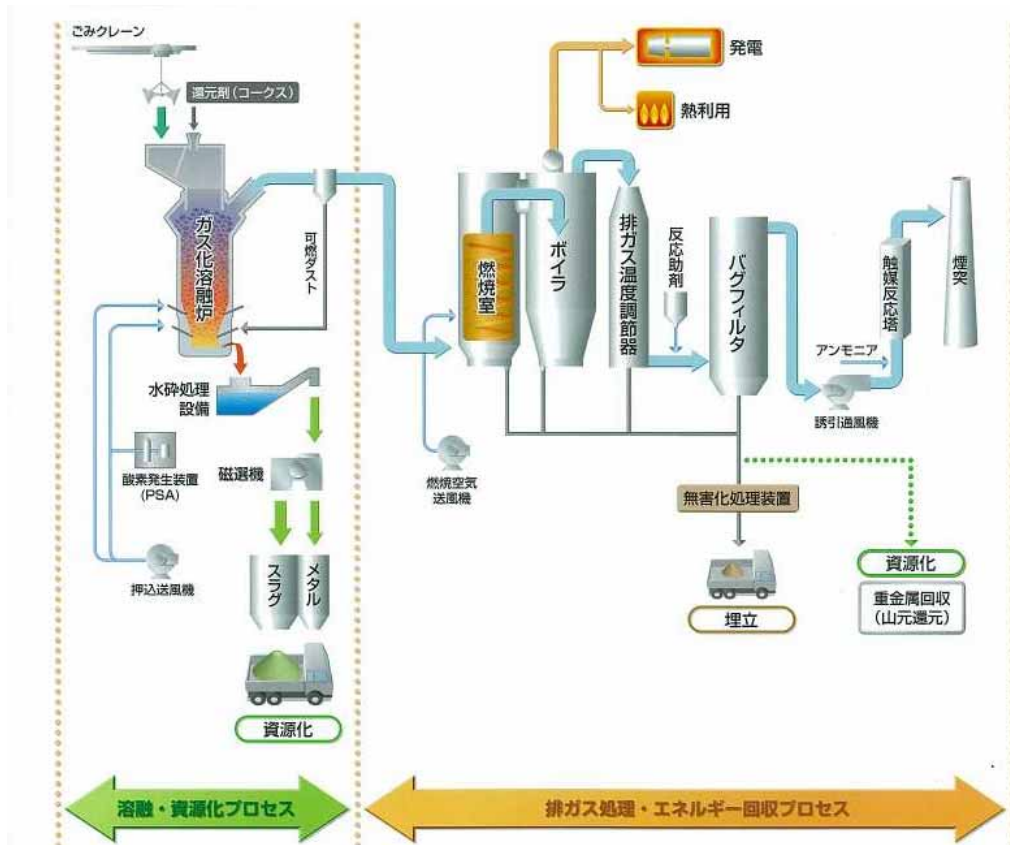 ごみクレーン
還元剤(コークス)
ガス化溶融炉
可燃ダスト
水砕処理
設備
酸素発生装置
(PSA)
押込送風機
磁選機
スラグ
メタル
資源化
発電
熱利用
燃焼室
ボイラ
排ガス温度調節器
反応助剤
バグフィルタ
アンモニア
誘引通風機
触媒反応塔
煙突
燃焼空気
送風機
無害化処理装置
埋立
資源化
重金属回収
(山元還元)
溶融・資源化プロセス
排ガス処理・エネルギー回収プロセス